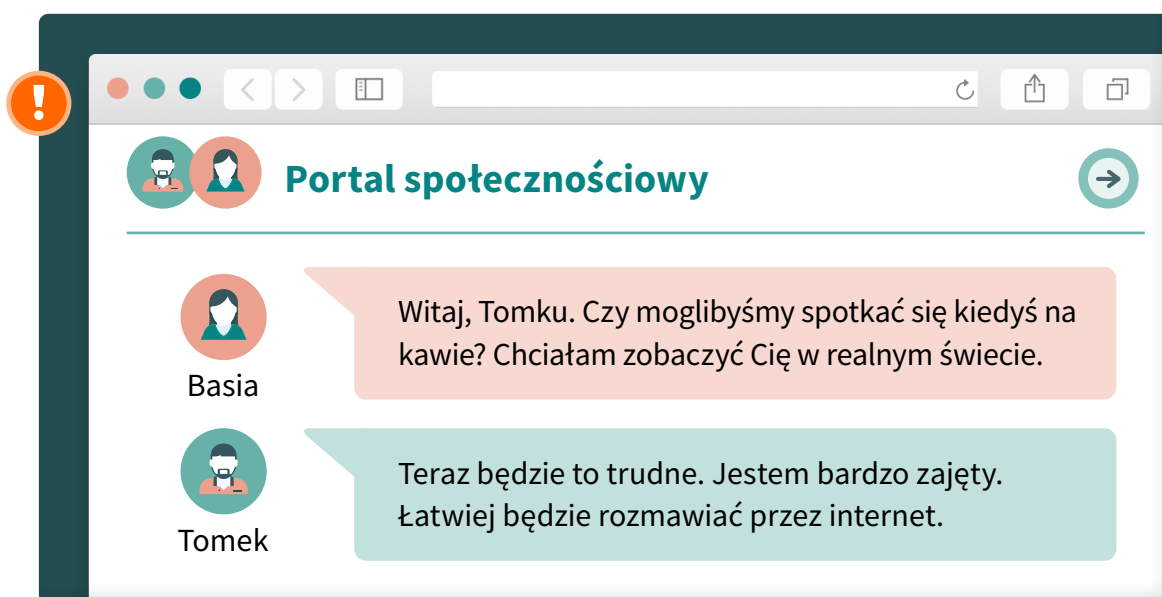 !
Portal społecznościowy
Witaj, Tomku. Czy moglibyśmy spotkać się kiedyś na
kawie? Chciałam zobaczyć Cię w realnym świecie.
Basia
Teraz będzie to trudne. Jestem bardzo zajęty.
Łatwiej będzie rozmawiać przez internet.
Tomek